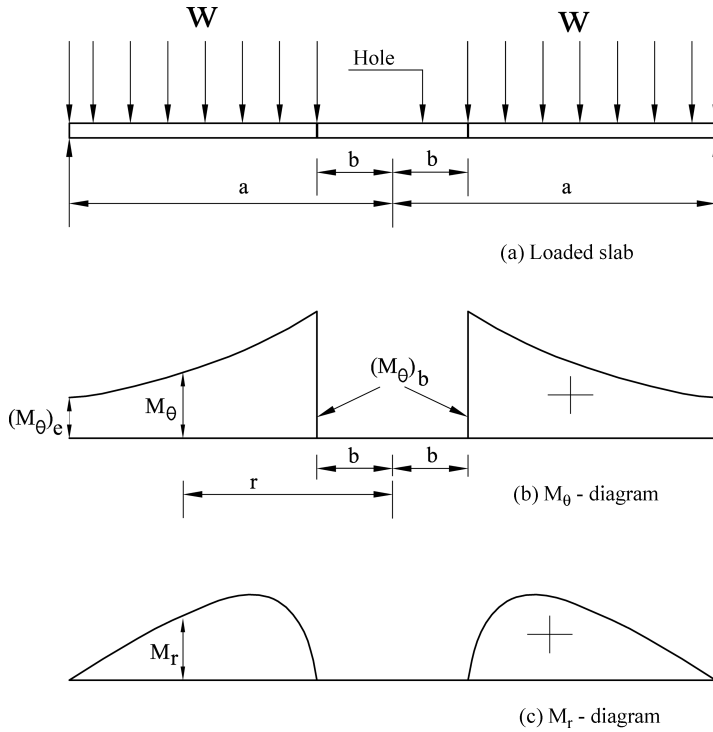 W
W
Hole
b
b
a
a
(a) Loaded slab
(Mθ)b
(Mθ)e
Mθ
b
b
r
(b) Mθ - diagram
Mr
(c) Mr - diagram